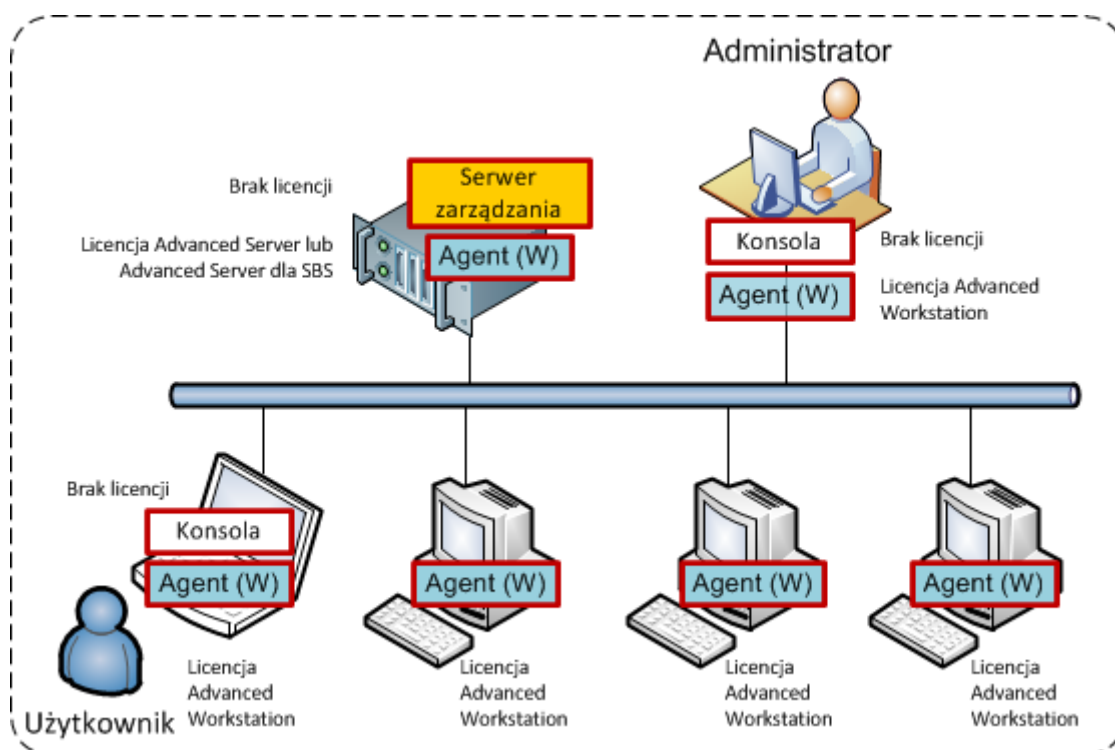 Administrator
Brak licencji
Serwer
zarządzania
Licencja Advanced Server lub
Advanced Server dla SBS
Agent (W)
Konsola
Brak licencji
Agent (W)
Licencja Advanced
Workstation
Brak licencji
Konsola
Agent (W)
Agent (W)
Agent (W)
Agent (W)
Użytkownik
Licencja
Advanced
Workstation
Licencja
Advanced
Workstation
Licencja
Advanced
Workstation
Licencja
Advanced
Workstation